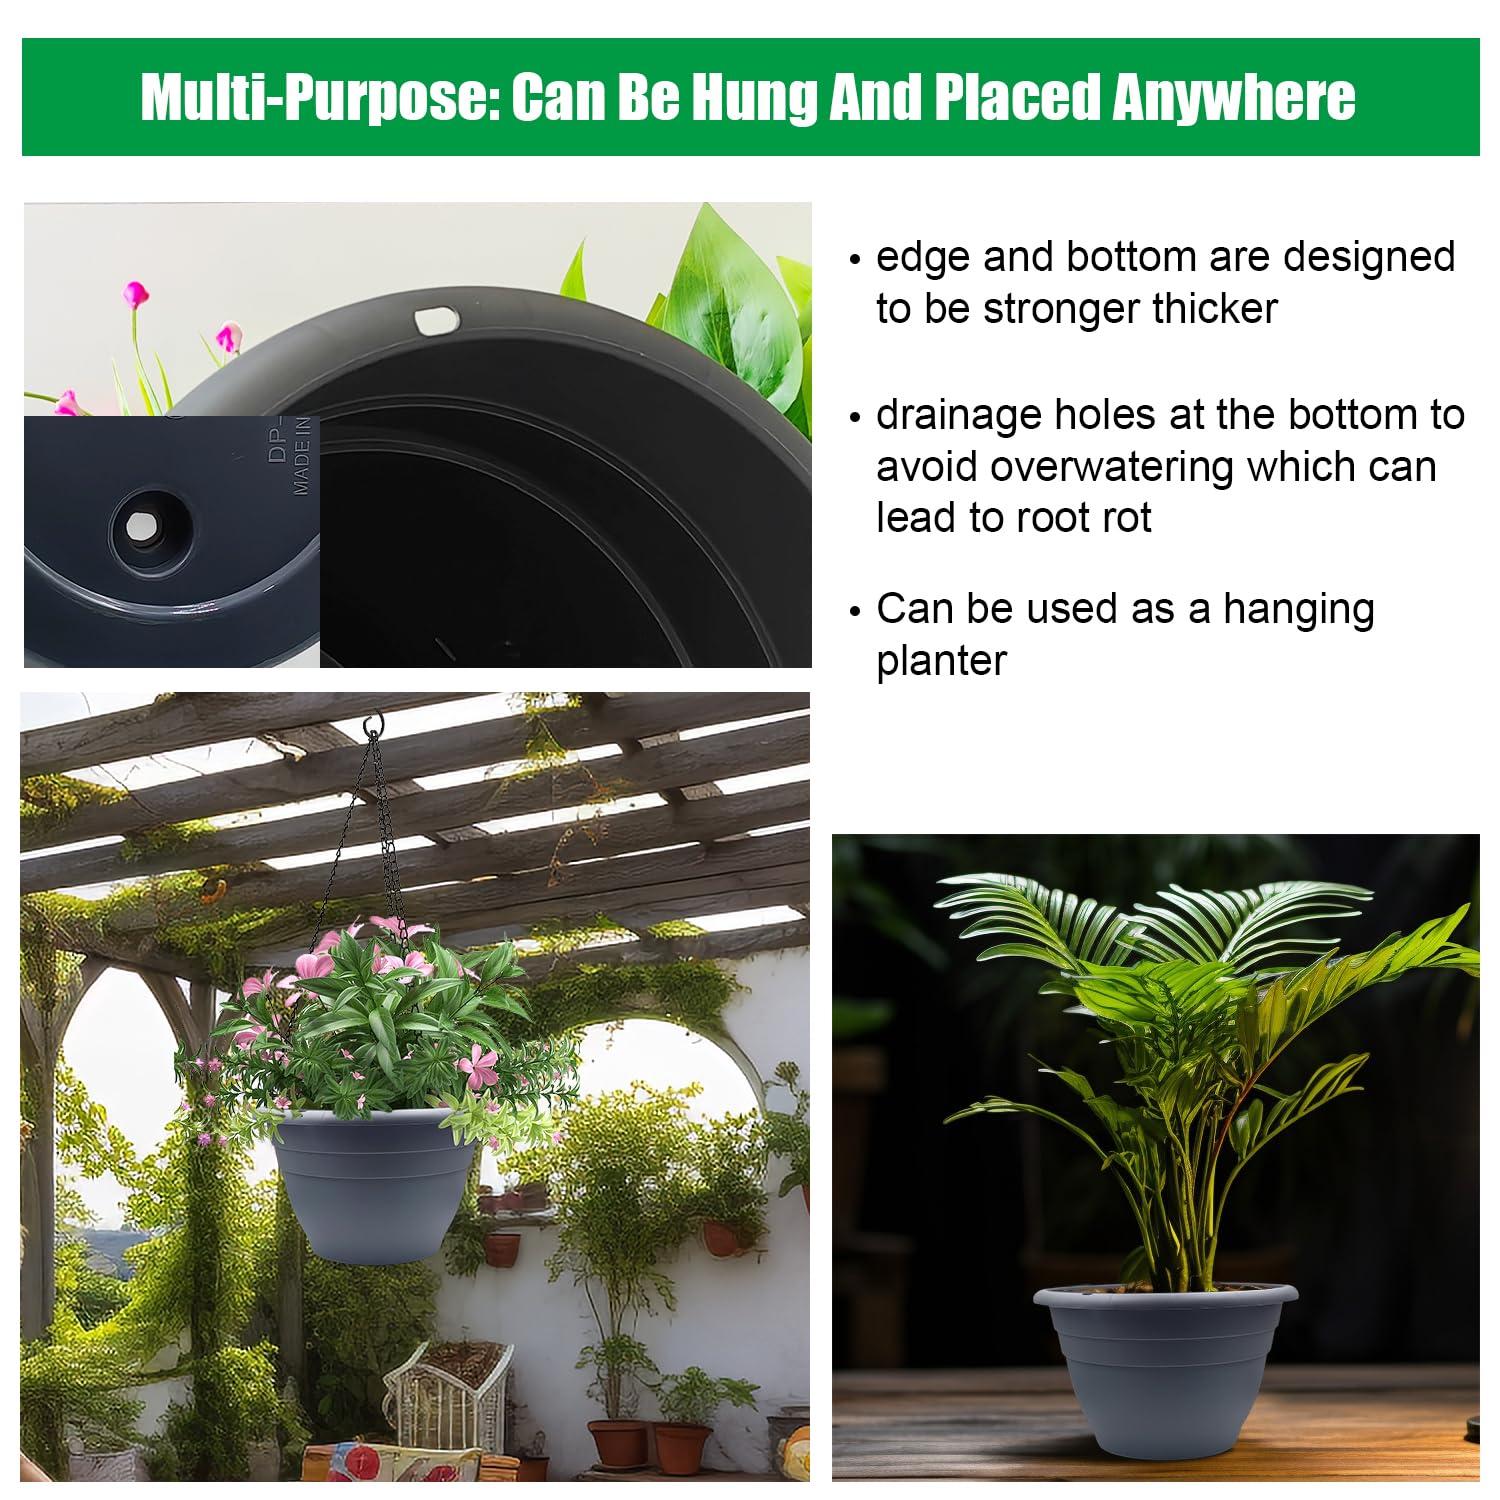 Multi-Purpose: Can Be Hung And Placed Anywhere
• edge and bottom are designed
to be stronger thicker
• drainage holes at the bottom to
avoid overwatering which can
lead to root rot
• Can be used as a hanging
planter
DP-
MADE IN